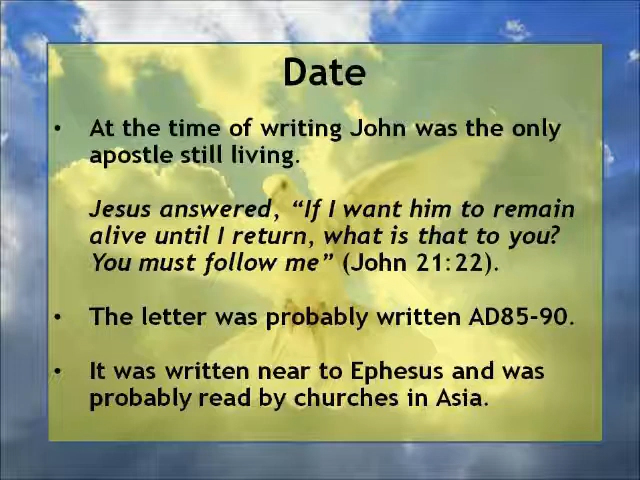 Date
• At the time of writing John was the only
apostle still living.
Jesus answered, “If I want him to remain
alive until I return, what is that to you?
You must follow me” (John 21:22).
• The letter was probably written AD85-90.
• It was written near to Ephesus and was
probably read by churches in Asia.